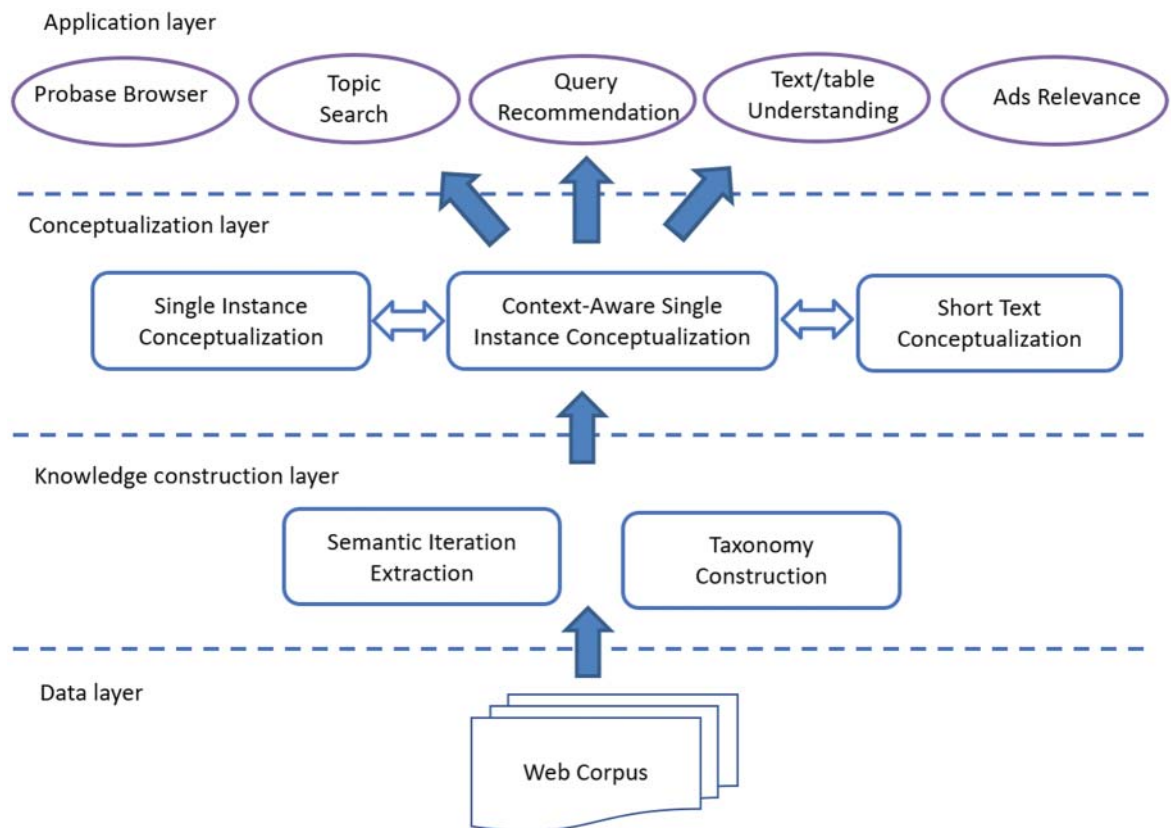 Application layer
Probase Browser
Topic
Search
Query
Recommendation
Text/table
Understanding
Ads Relevance
Conceptualization layer
Single Instance
Conceptualization
Context-Aware Single
Instance Conceptualization
Short Text
Conceptualization
Knowledge construction layer
Semantic Iteration
Extraction
Taxonomy
Construction
Data layer
Web Corpus